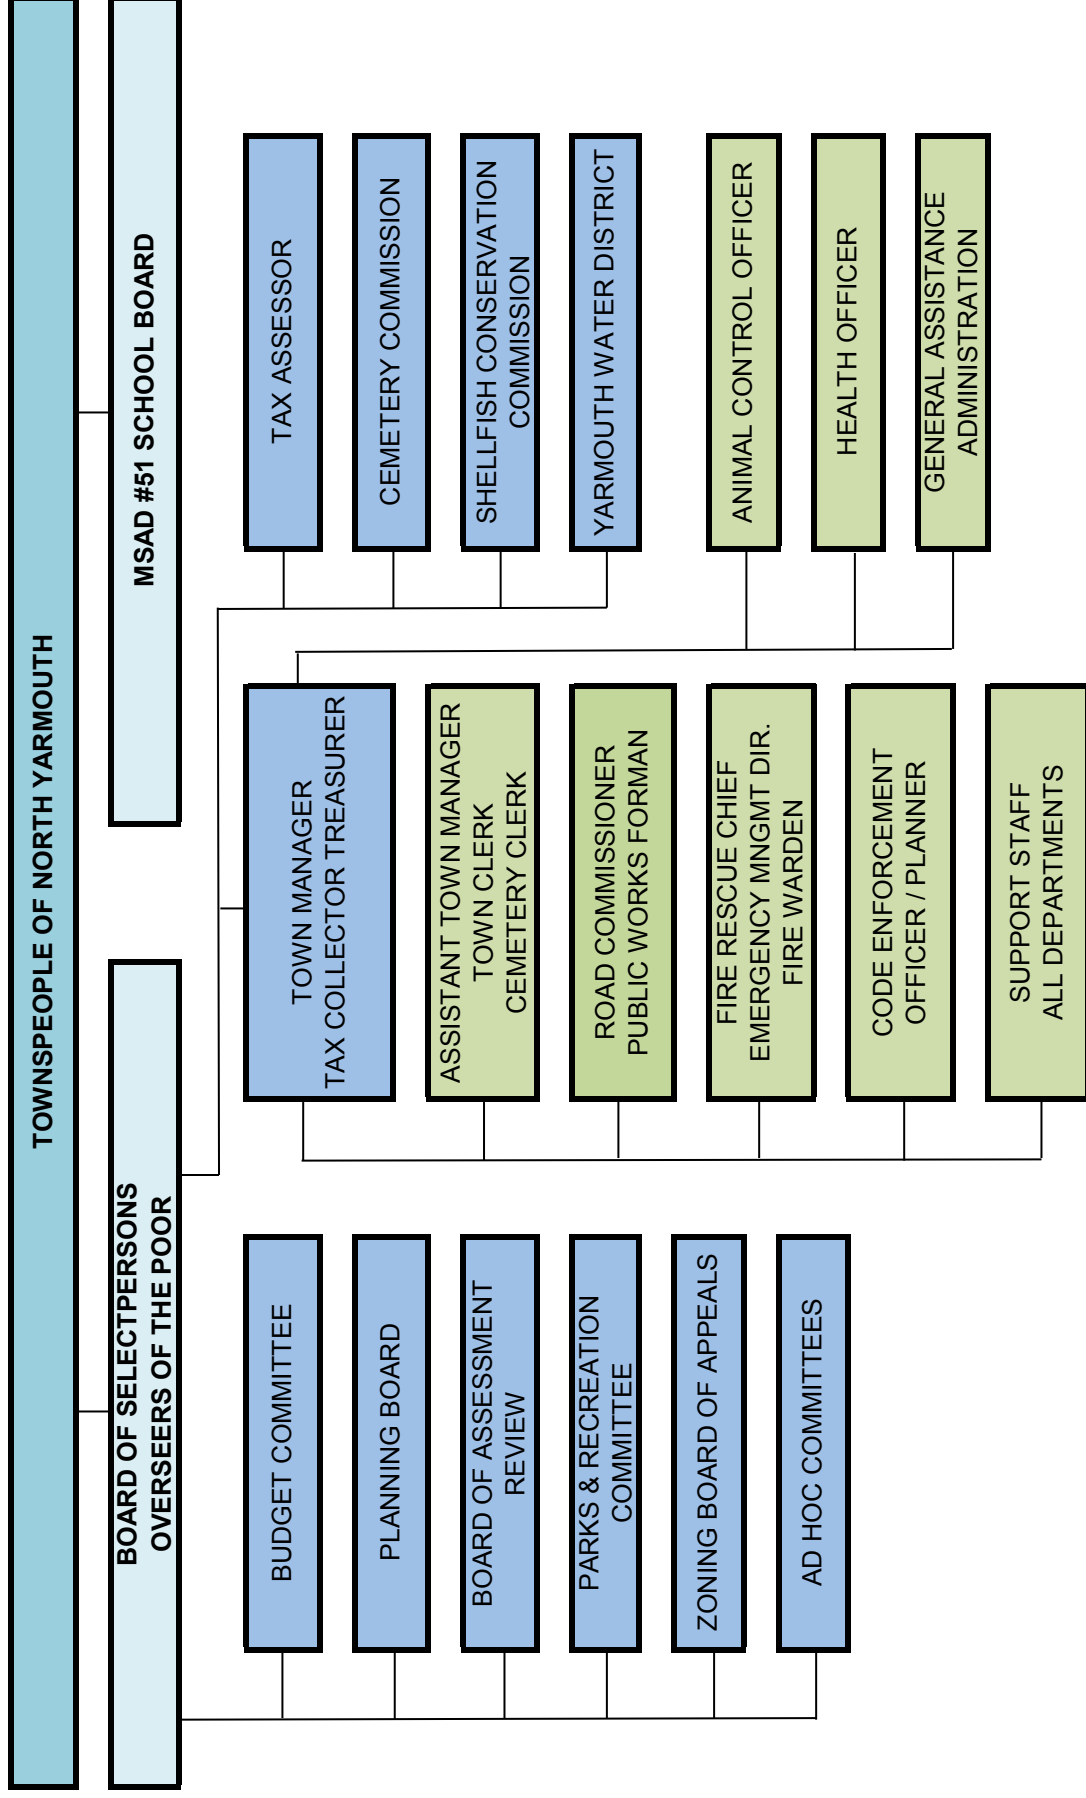 TOWNSPEOPLE OF NORTH YARMOUTH
BOARD OF SELECTPERSONS
OVERSEERS OF THE POOR
MSAD #51 SCHOOL BOARD
BUDGET COMMITTEE
PLANNING BOARD
BOARD OF ASSESSMENT
REVIEW
PARKS & RECREATION
COMMITTEE
ZONING BOARD OF APPEALS
AD HOC COMMITTEES
TOWN MANAGER
TAX COLLECTOR TREASURER
ASSISTANT TOWN MANAGER
TOWN CLERK
CEMETERY CLERK
ROAD COMMISSIONER
PUBLIC WORKS FORMAN
FIRE RESCUE CHIEF
EMERGENCY MNGMT DIR.
FIRE WARDEN
CODE ENFORCEMENT
OFFICER / PLANNER
SUPPORT STAFF
ALL DEPARTMENTS
TAX ASSESSOR
CEMETERY COMMISSION
SHELLFISH CONSERVATION
COMMISSION
YARMOUTH WATER DISTRICT
ANIMAL CONTROL OFFICER
HEALTH OFFICER
GENERAL ASSISTANCE
ADMINISTRATION